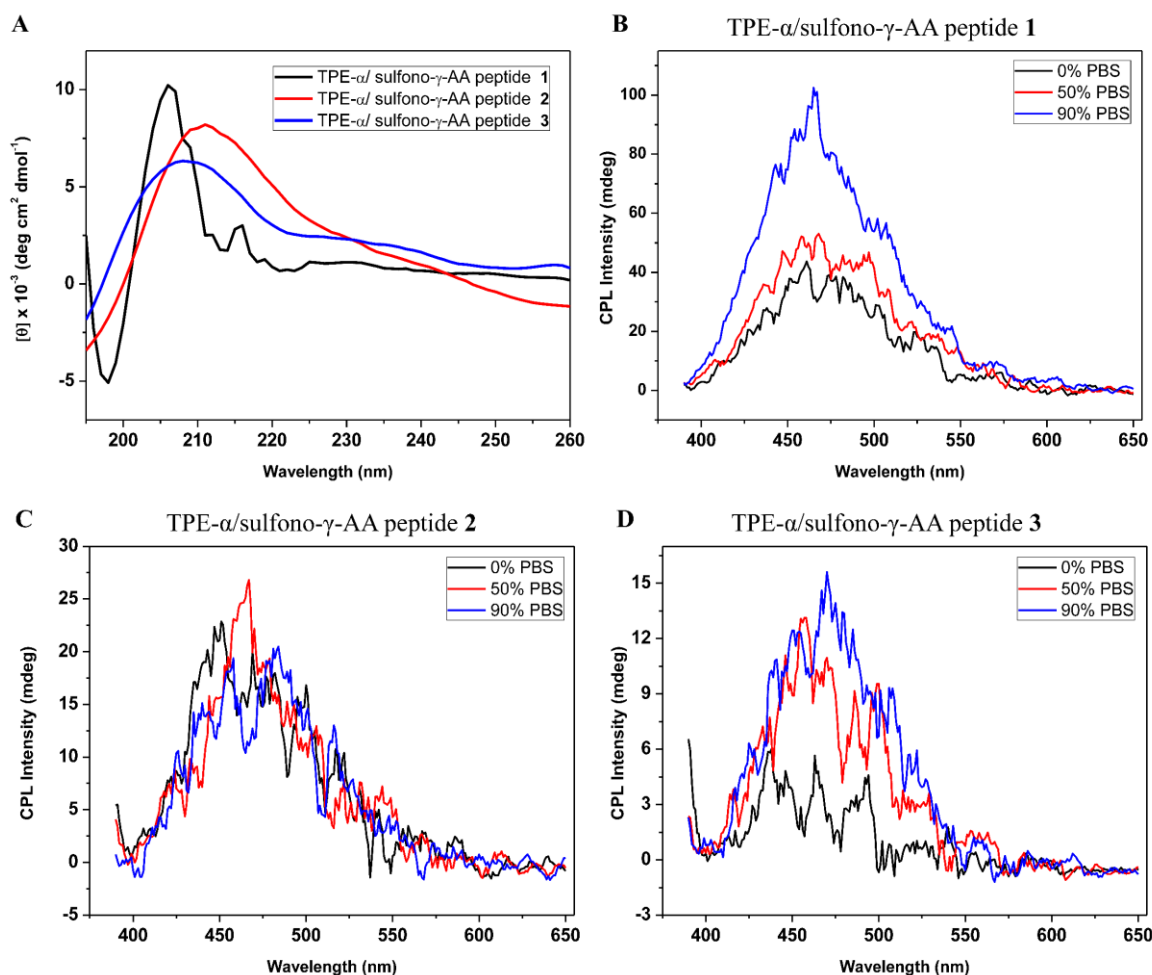 A
TPE-α/ sulfono-γ-AA peptide 1
TPE-α/ sulfono-γ-AA peptide 2
TPE-α/ sulfono-γ-AA peptide 3
10
5
0
-5
[θ] x 10⁻³ (deg cm² dmol⁻¹)
200 210 220 230 240 250 260
Wavelength (nm)
B
TPE-α/sulfono-γ-AA peptide 1
0% PBS
50% PBS
90% PBS
100
80
60
40
20
0
CPL Intensity (mdeg)
400 450 500 550 600 650
Wavelength (nm)
C
TPE-α/sulfono-γ-AA peptide 2
0% PBS
50% PBS
90% PBS
30
25
20
15
10
5
0
-5
CPL Intensity (mdeg)
400 450 500 550 600 650
Wavelength (nm)
D
TPE-α/sulfono-γ-AA peptide 3
0% PBS
50% PBS
90% PBS
15
12
9
6
3
0
-3
CPL Intensity (mdeg)
400 450 500 550 600 650
Wavelength (nm)